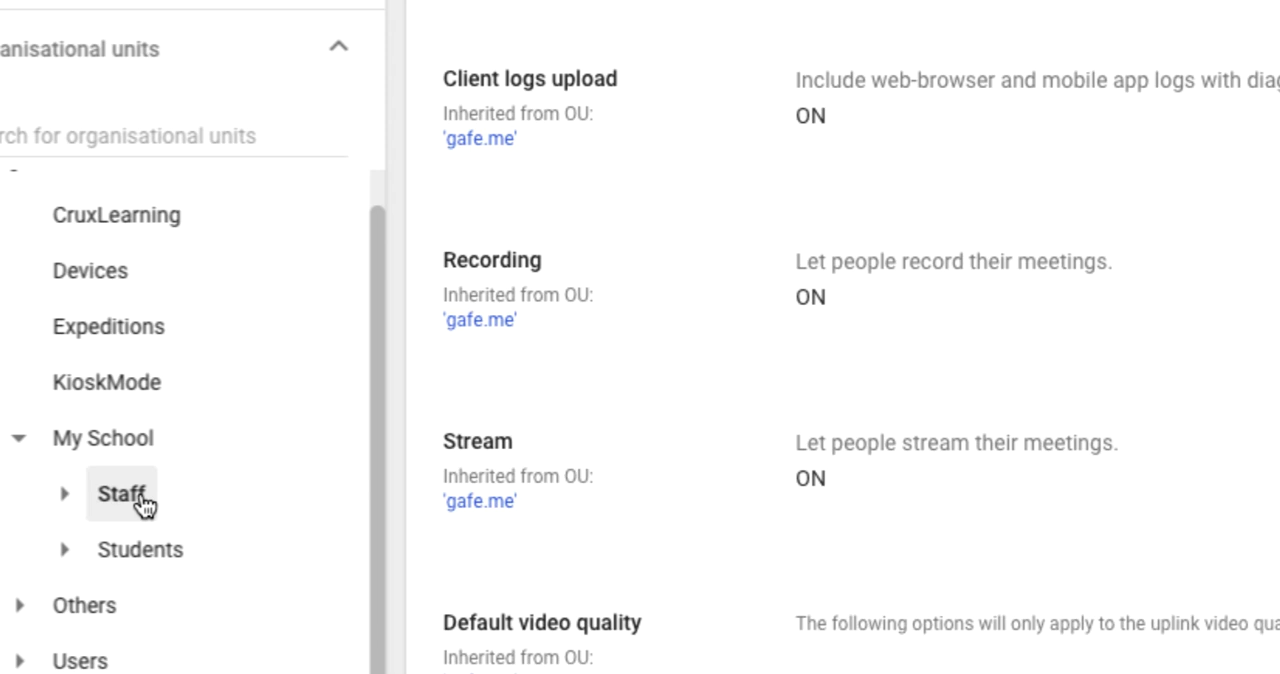 anisational units
rch for organisational units
CruxLearning
Devices
Expeditions
KioskMode
My School
Staff
Students
Others
Users
Client logs upload
Inherited from OU:
'gafe.me'
Include web-browser and mobile app logs with diag
ON
Recording
Inherited from OU:
'gafe.me'
Let people record their meetings.
ON
Stream
Inherited from OU:
'gafe.me'
Let people stream their meetings.
ON
Default video quality
Inherited from OU:
The following options will only apply to the uplink video qua